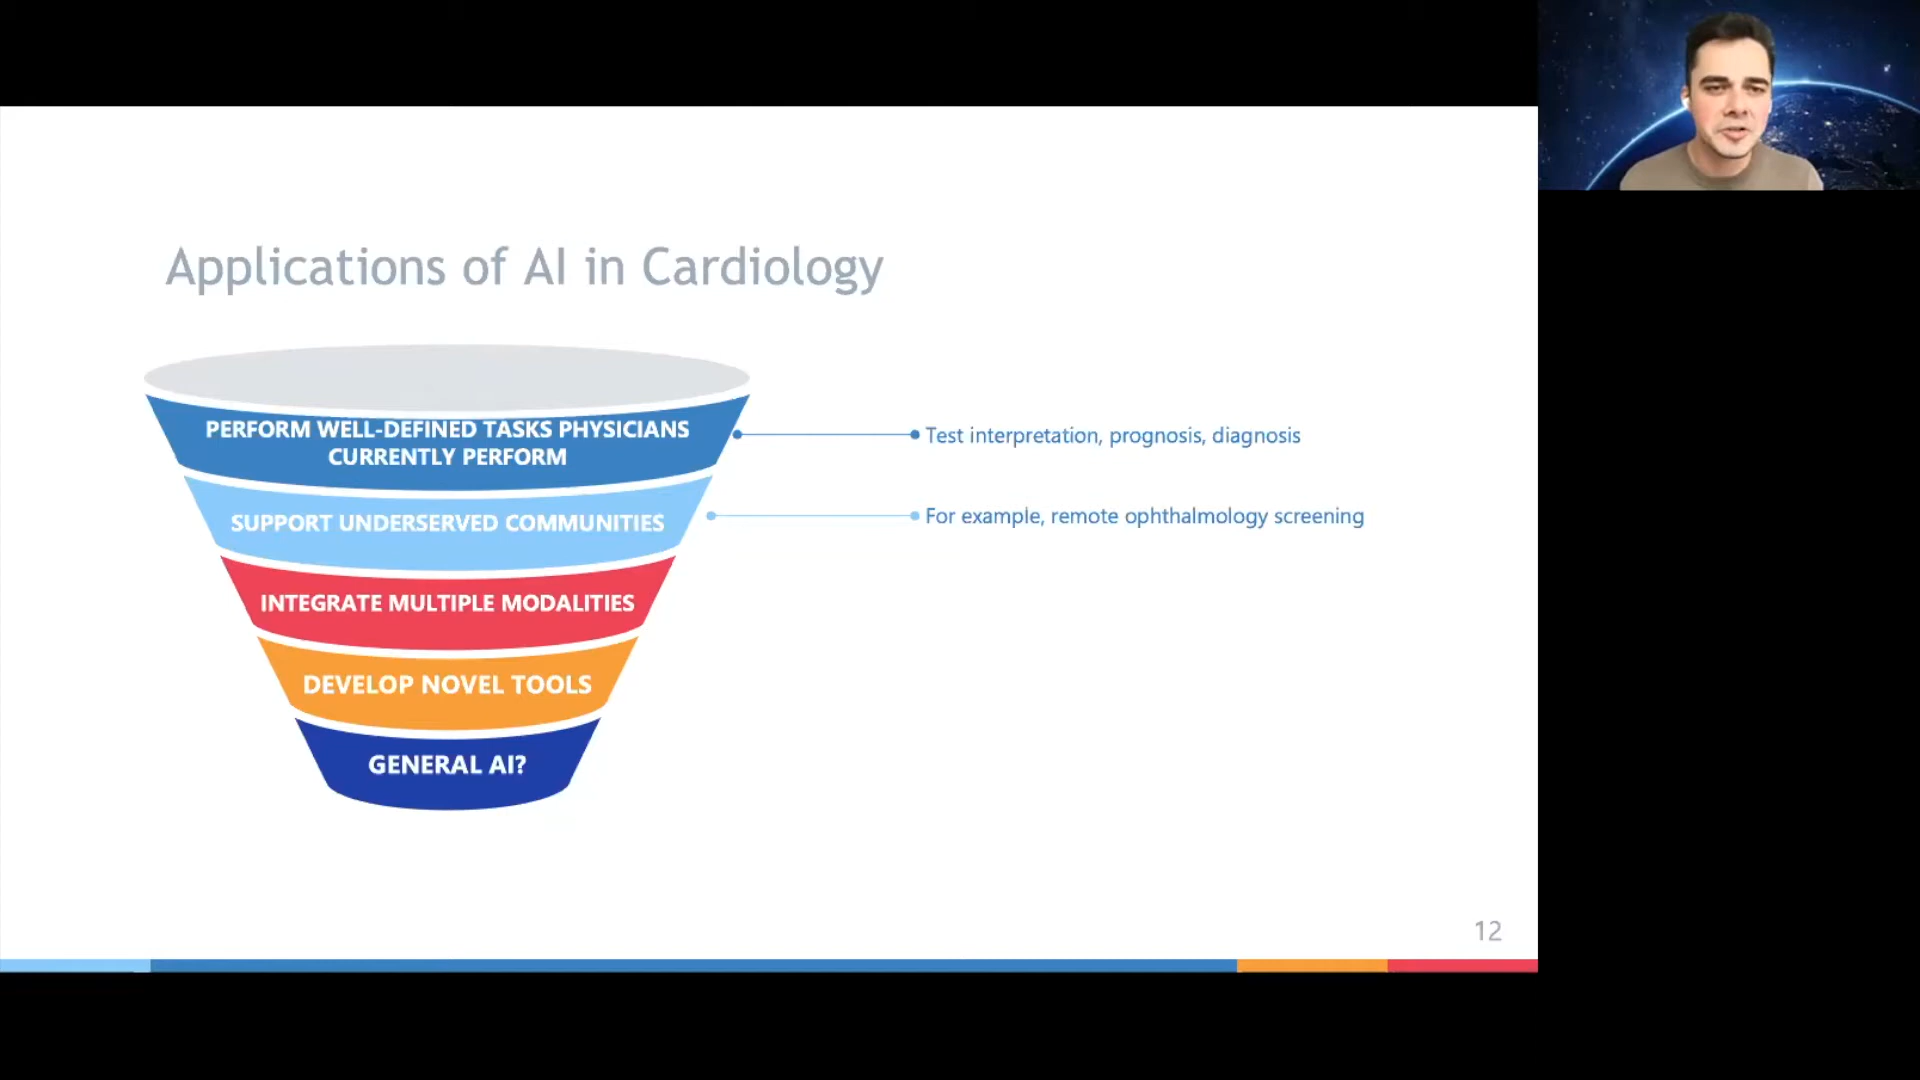 Applications of AI in Cardiology
PERFORM WELL-DEFINED TASKS PHYSICIANS
CURRENTLY PERFORM
Test interpretation, prognosis, diagnosis
SUPPORT UNDERSERVED COMMUNITIES
For example, remote ophthalmology screening
INTEGRATE MULTIPLE MODALITIES
DEVELOP NOVEL TOOLS
GENERAL AI?
12